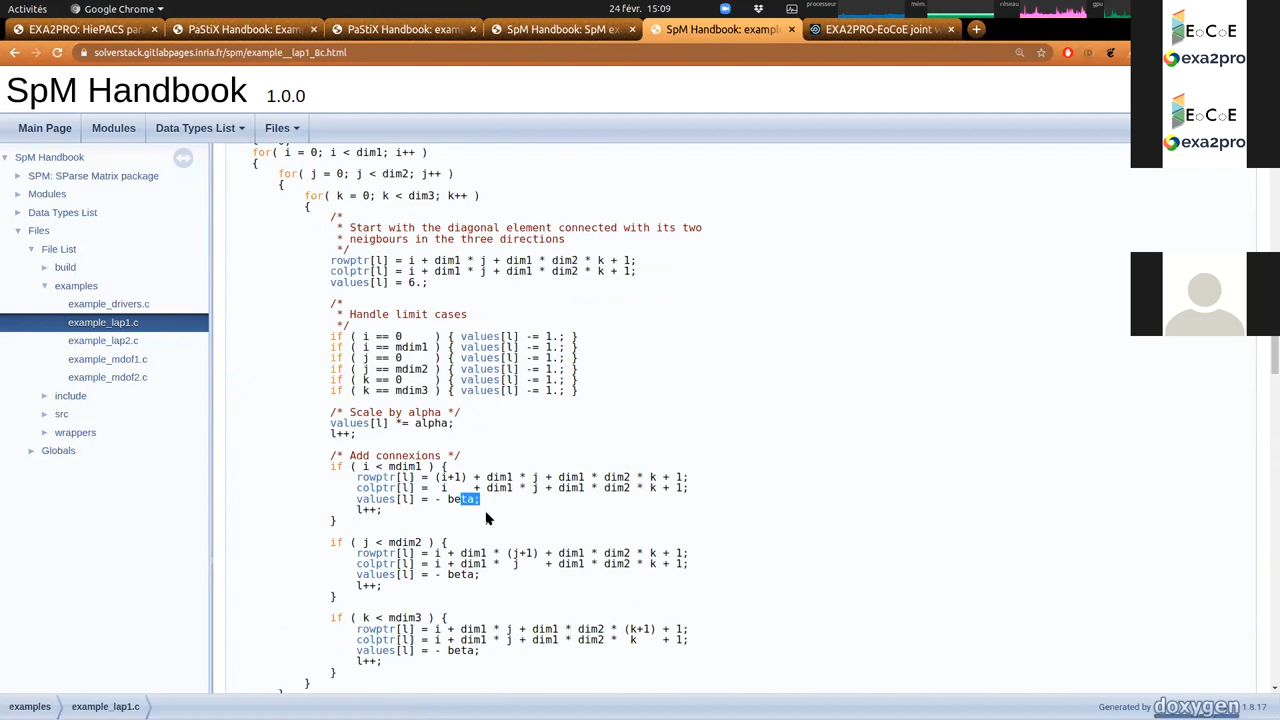 Activités
Google Chrome
24 févr. 15:09
processeur
mém.
réseau
gpu
EXA2PRO: HiePACS par
PaStiX Handbook: Exam
PaStiX Handbook: examp
SpM Handbook: SpM ex
SpM Handbook: example
EXA2PRO-EoCoE joint w
solverstack.gitlabpages.inria.fr/spm/example__lap1_8c.html
SpM Handbook 1.0.0
Main Page
Modules
Data Types List
Files
SpM Handbook
SPM: SParse Matrix package
Modules
Data Types List
Files
File List
build
examples
example_drivers.c
example_lap1.c
example_lap2.c
example_mdof1.c
example_mdof2.c
include
src
wrappers
Globals
for( i = 0; i < dim1; i++ )
{
for( j = 0; j < dim2; j++ )
{
for( k = 0; k < dim3; k++ )
{
/*
* Start with the diagonal element connected with its two
* neigbours in the three directions
*/
rowptr[l] = i + dim1 * j + dim1 * dim2 * k + 1;
colptr[l] = i + dim1 * j + dim1 * dim2 * k + 1;
values[l] = 6.;
/*
* Handle limit cases
*/
if ( i == 0 ) { values[l] -= 1.; }
if ( i == mdim1 ) { values[l] -= 1.; }
if ( j == 0 ) { values[l] -= 1.; }
if ( j == mdim2 ) { values[l] -= 1.; }
if ( k == 0 ) { values[l] -= 1.; }
if ( k == mdim3 ) { values[l] -= 1.; }
/* Scale by alpha */
values[l] *= alpha;
l++;
/* Add connexions */
if ( i < mdim1 ) {
rowptr[l] = (i+1) + dim1 * j + dim1 * dim2 * k + 1;
colptr[l] = i + dim1 * j + dim1 * dim2 * k + 1;
values[l] = - beta;
l++;
}
if ( j < mdim2 ) {
rowptr[l] = i + dim1 * (j+1) + dim1 * dim2 * k + 1;
colptr[l] = i + dim1 * j + dim1 * dim2 * k + 1;
values[l] = - beta;
l++;
}
if ( k < mdim3 ) {
rowptr[l] = i + dim1 * j + dim1 * dim2 * (k+1) + 1;
colptr[l] = i + dim1 * j + dim1 * dim2 * k + 1;
values[l] = - beta;
l++;
}
}
examples
example_lap1.c
Generated by doxygen 1.8.17
EoCoE
exa2pro
EoCoE
exa2pro